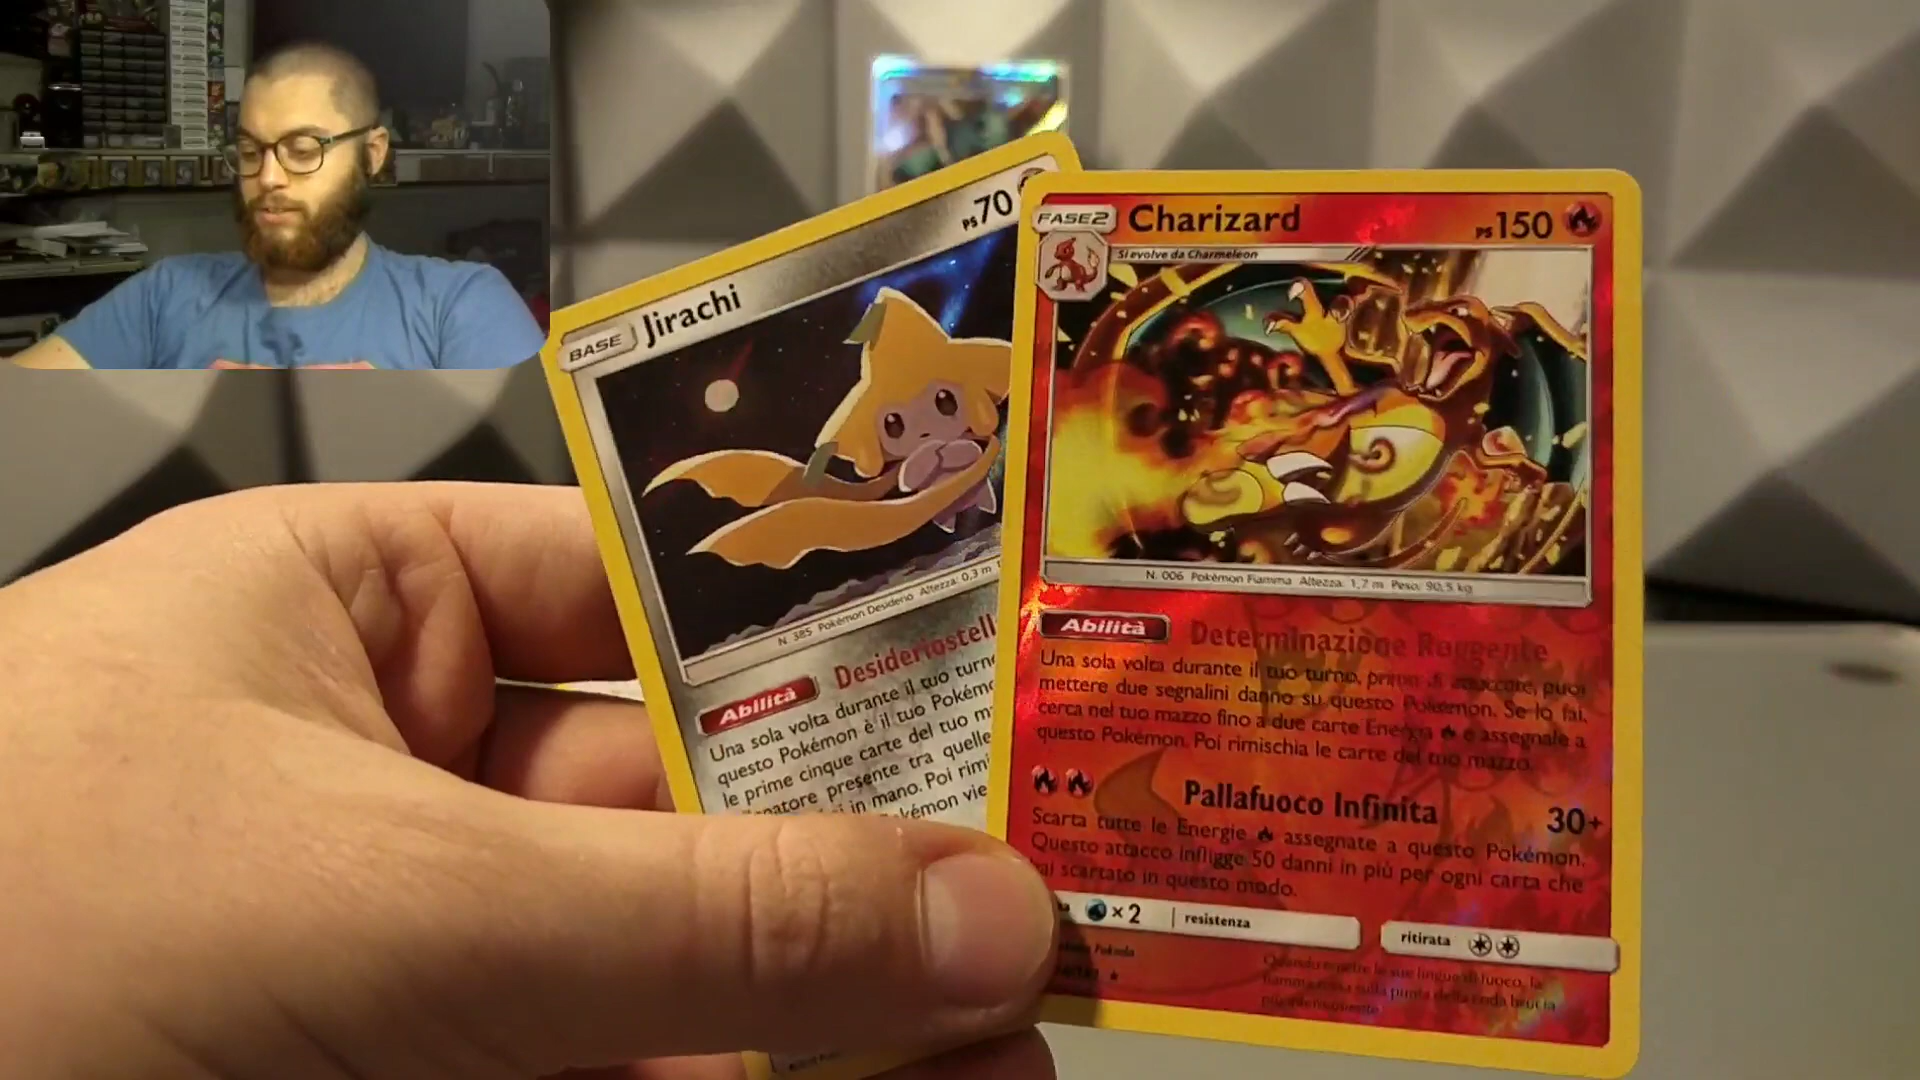 BASE Jirachi PS70
N. 385 Pokémon Desiderio Altezza: 0,3 m
Abilità
Una sola volta durante il tuo turno
questo Pokémon è il tuo Pokémo
le prime cinque carte del tuo m
presente tra quelle
in mano. Poi rimi
kémon vie
FASE2 Charizard PS150
Si evolve da Charmeleon
N. 006 Pokémon Fiamma Altezza: 1,7 m Peso: 90,5 kg
Abilità Determinazione Ruggente
Una sola volta durante il tuo turno, prima di attaccare, puoi
mettere due segnalini danno su questo Pokémon. Se lo fai,
cerca nel tuo mazzo fino a due carte Energia e assegnale a
questo Pokémon. Poi rimischia le carte del tuo mazzo.
Pallafuoco Infinita 30+
Scarta tutte le Energie assegnate a questo Pokémon.
Questo attacco infligge 50 danni in più per ogni carta che
hai scartato in questo modo.
×2 resistenza
ritirata